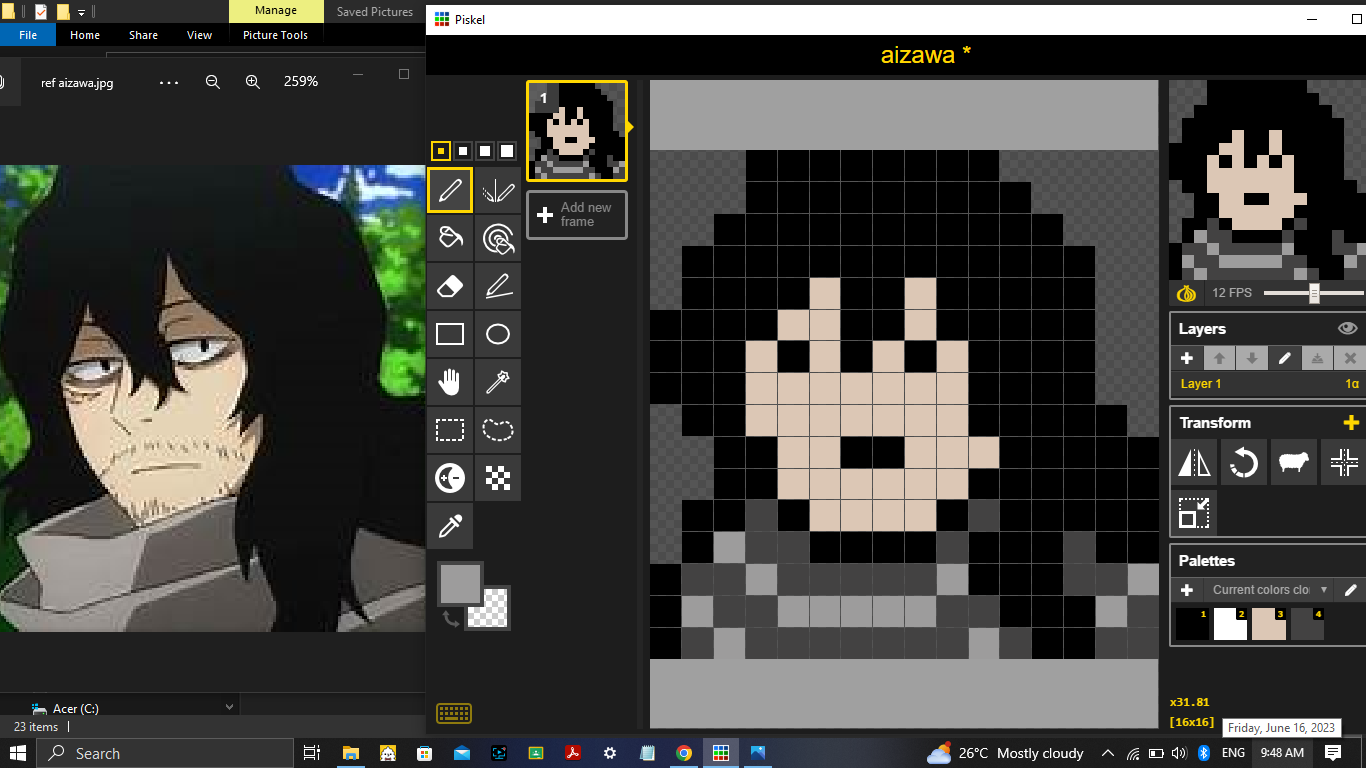 Manage
Saved Pictures
File
Home
Share
View
Picture Tools
ref aizawa.jpg
259%
Piskel
aizawa *
1
Add new
frame
12 FPS
Layers
Layer 1
1α
Transform
Palettes
Current colors clo
1
2
3
4
x31.81
[16x16]
Acer (C:)
23 items
Friday, June 16, 2023
Search
26°C Mostly cloudy
ENG
9:48 AM